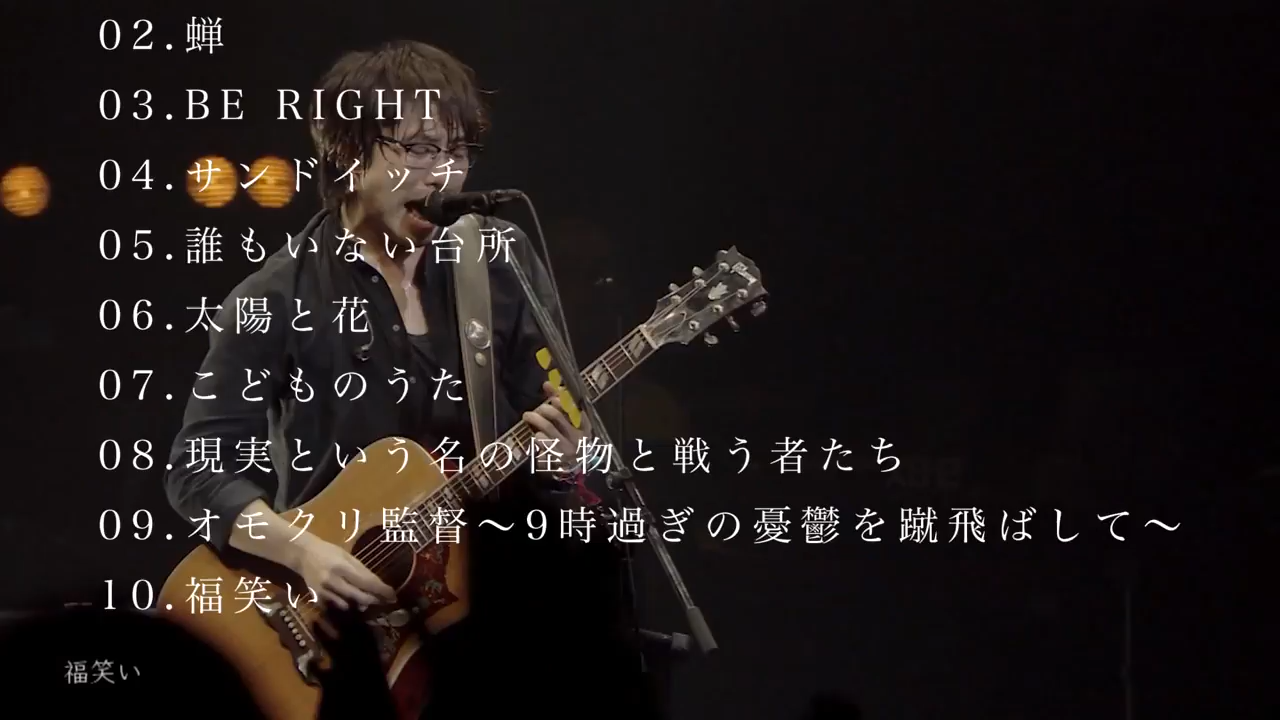 02.蝉
03.BE RIGHT
04.サンドイッチ
05.誰もいない台所
06.太陽と花
07.こどものうた
08.現実という名の怪物と戦う者たち
09.オモクリ監督〜9時過ぎの憂鬱を蹴飛ばして〜
10.福笑い
福笑い